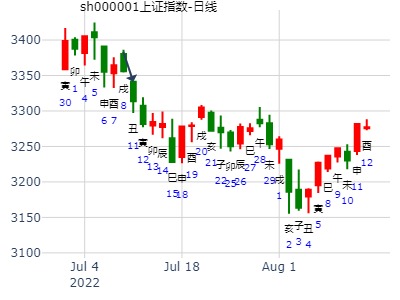 sh000001上证指数-日线
3400
3350
3300
3250
3200
3150
3100
寅 卯 午 未 申 酉 戌 丑 寅 卯 辰 巳 申 酉 戌 亥 子 卯 辰 巳 午 未 戌 亥 子 丑 寅 巳 午 未 申 酉
30 1 4 5 6 7 8 11 12 13 14 15 18 19 20 21 22 25 26 27 28 29 1 2 3 4 5 8 9 10 11 12
Jul 4
Jul 18
Aug 1
2022